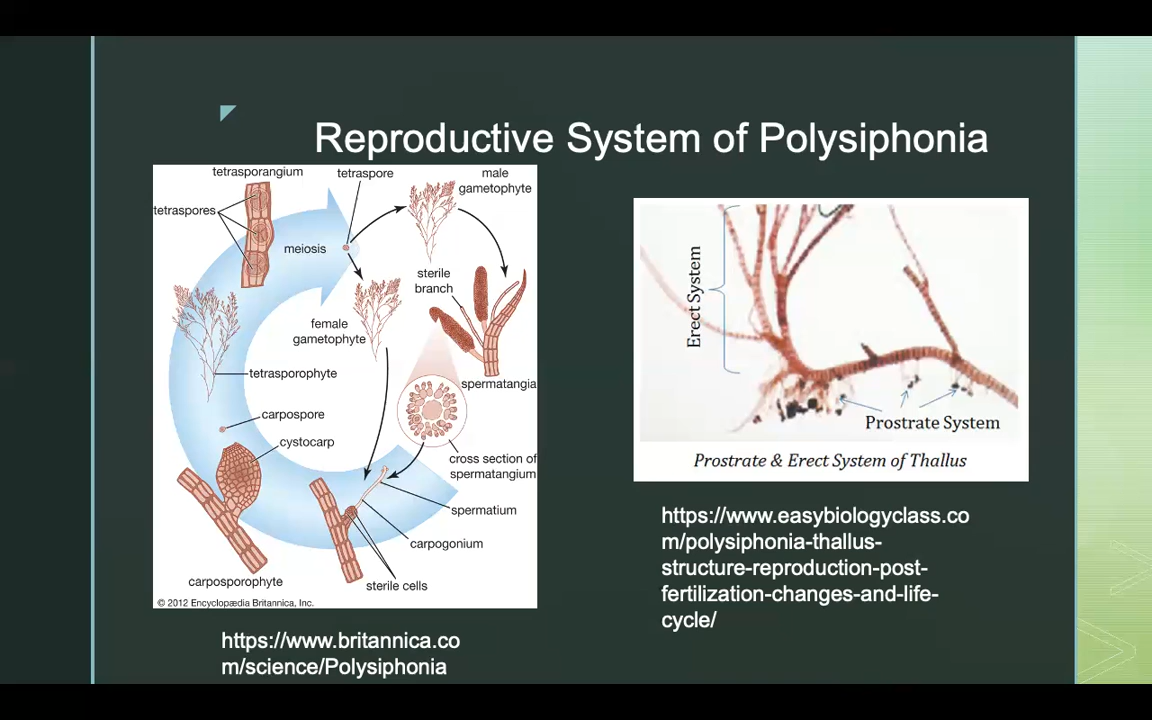 Reproductive System of Polysiphonia
tetrasporangium
tetraspore
male
gametophyte
tetraspores
meiosis
sterile
branch
female
gametophyte
tetrasporophyte
spermatangia
carpospore
cystocarp
cross section of
spermatangium
spermatium
carpogonium
carposporophyte
sterile cells
© 2012 Encyclopædia Britannica, Inc.
https://www.britannica.co
m/science/Polysiphonia
Erect System
Prostrate System
Prostrate & Erect System of Thallus
https://www.easybiologyclass.co
m/polysiphonia-thallus-
structure-reproduction-post-
fertilization-changes-and-life-
cycle/